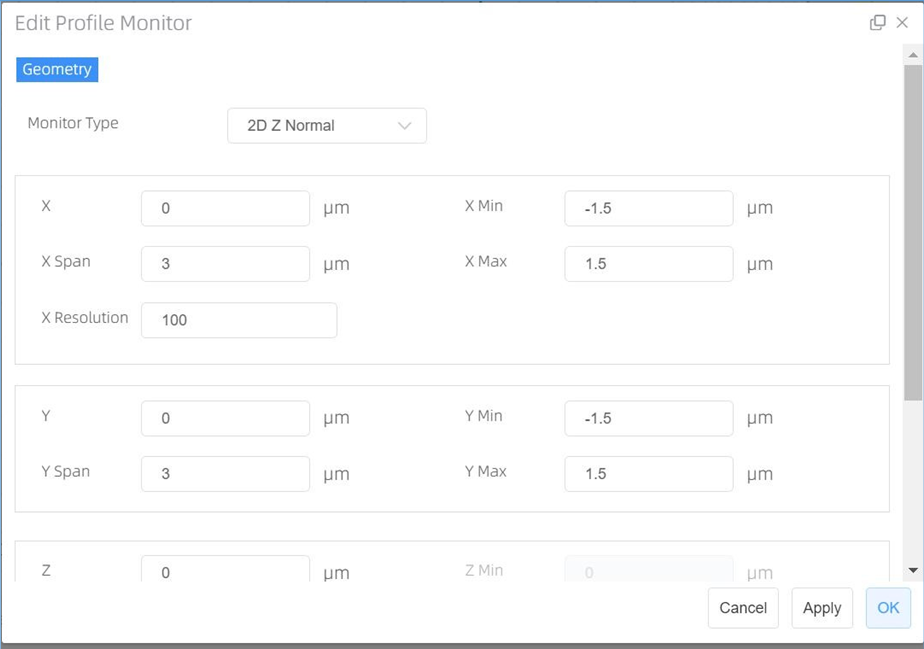 Edit Profile Monitor
Geometry
Monitor Type 2D Z Normal
X 0 µm X Min -1.5 µm
X Span 3 µm X Max 1.5 µm
X Resolution 100
Y 0 µm Y Min -1.5 µm
Y Span 3 µm Y Max 1.5 µm
Z 0 µm Z Min 0 µm
Cancel Apply OK